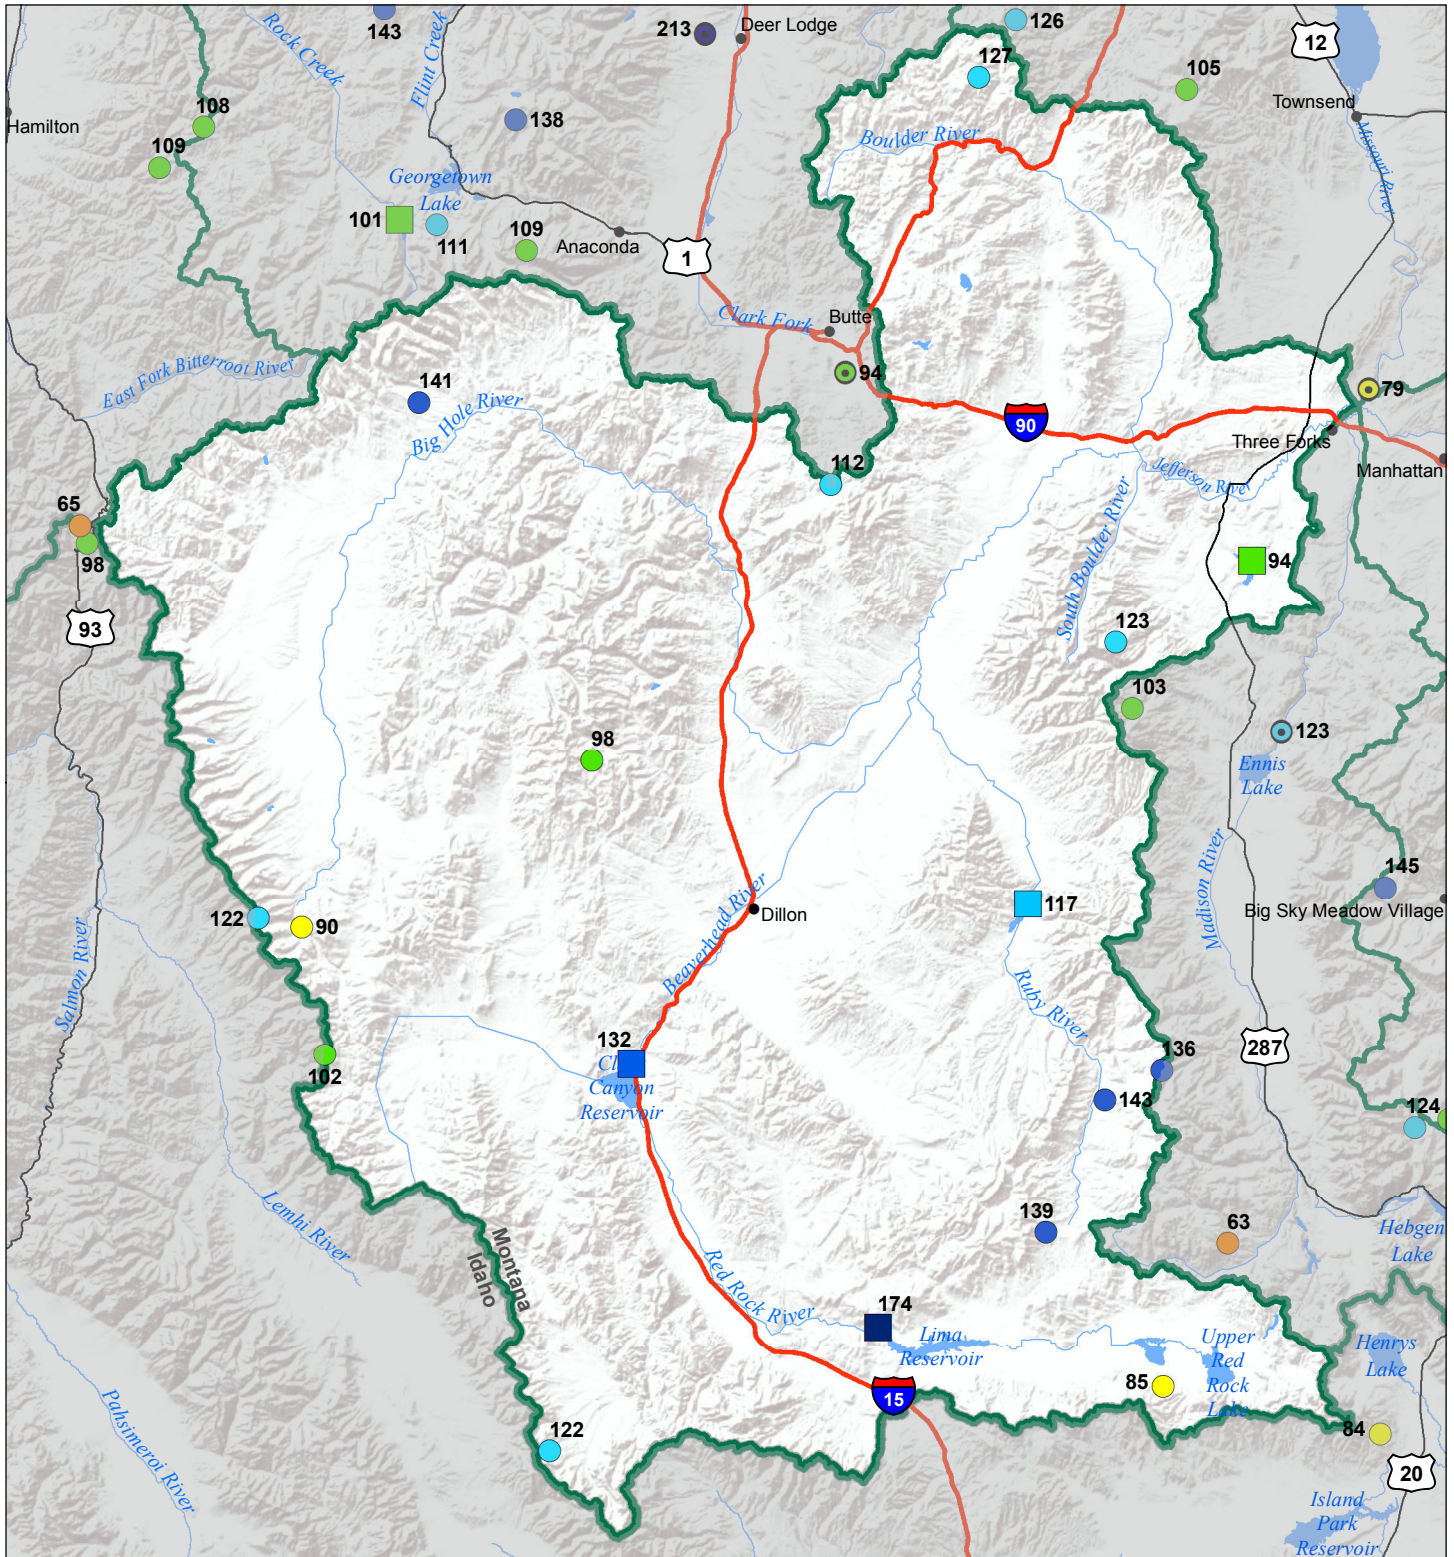 143
Rock Creek
Flint Creek
213
Deer Lodge
126
12
127
105
Townsend
108
Hamilton
138
109
Boulder River
Missouri River
Georgetown
Lake
101
111
109
Anaconda
1
Clark Fork
Butte
East Fork Bitterroot River
94
141
79
Big Hole River
90
Three Forks
Manhattan
112
Jefferson River
65
98
South Boulder River
94
93
123
103
98
123
Ennis
Lake
Madison River
145
Big Sky Meadow Village
122
90
Beaverhead River
Dillon
117
Salmon River
Ruby River
132
Canyon
Reservoir
102
136
287
143
124
Lemhi River
Montana
Idaho
139
63
Hebgen
Lake
Red Rock River
174
Lima
Reservoir
Upper
Red
Rock
Lake
Henrys
Lake
85
15
Pahsimeroi River
122
84
20
Island
Park
Reservoir